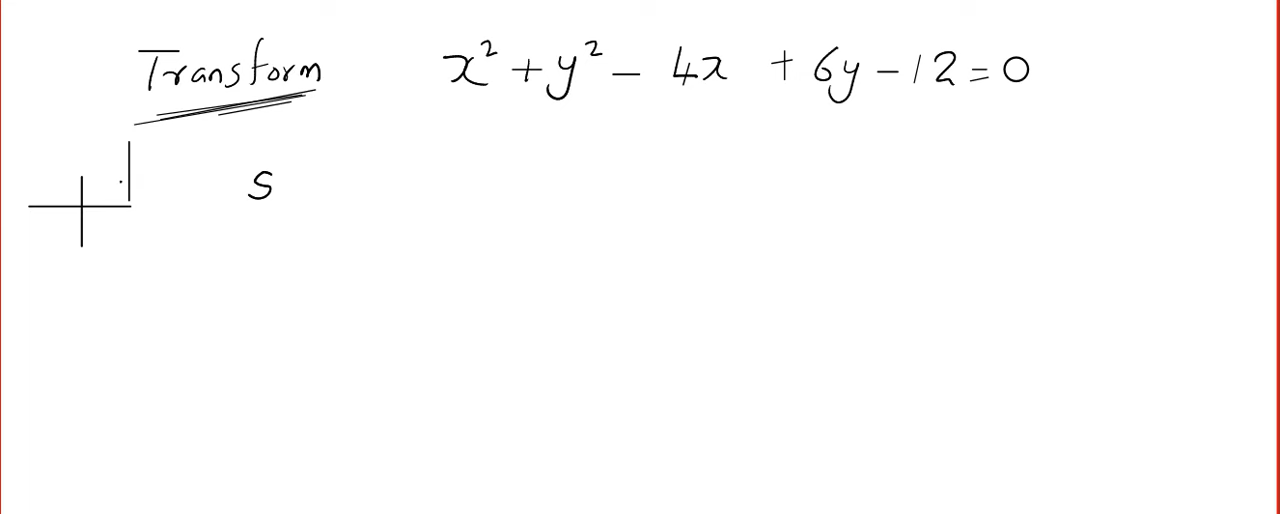 Transform x² + y² - 4x + 6y - 12 = 0
S